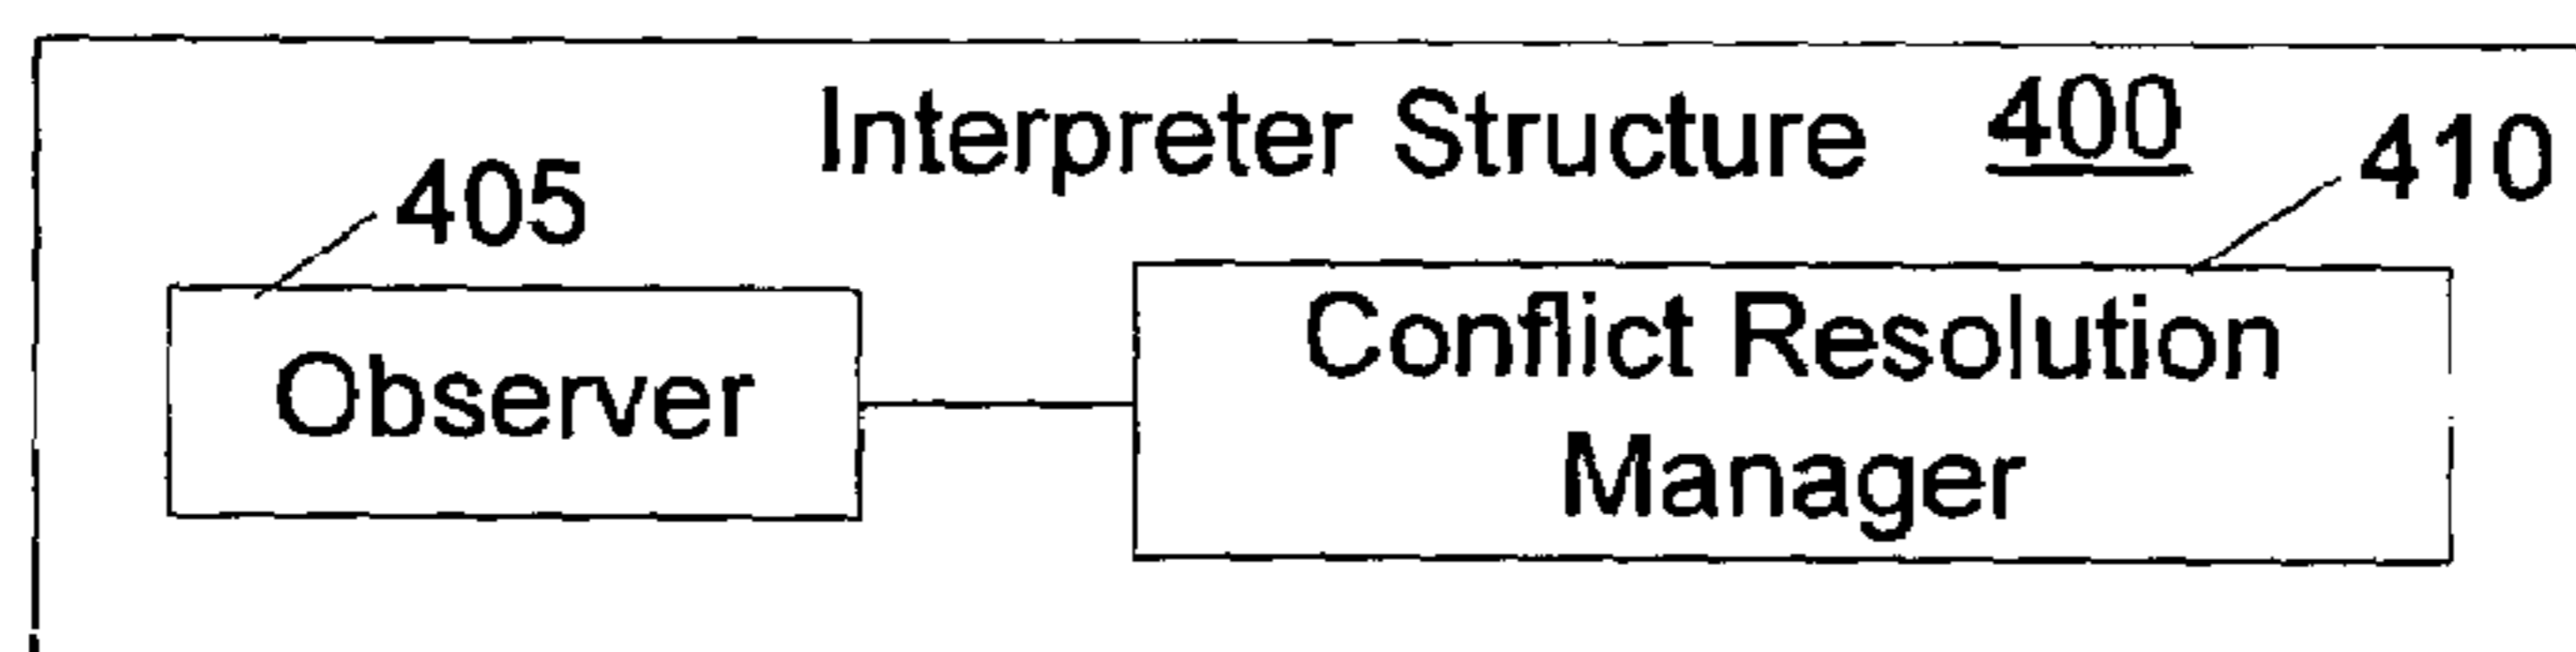 Interpreter Structure 400
405
410
Observer
Conflict Resolution
Manager